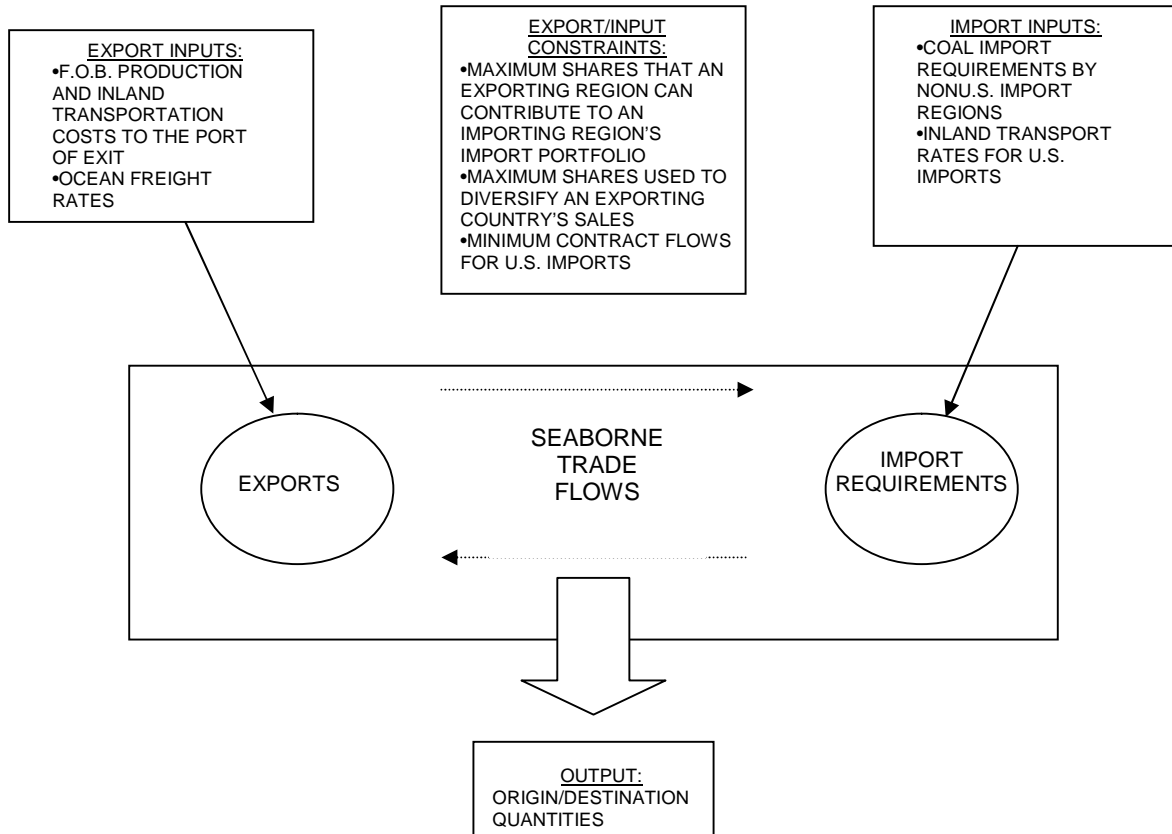 EXPORT INPUTS:
•F.O.B. PRODUCTION
AND INLAND
TRANSPORTATION
COSTS TO THE PORT
OF EXIT
•OCEAN FREIGHT
RATES
EXPORT/INPUT
CONSTRAINTS:
•MAXIMUM SHARES THAT AN
EXPORTING REGION CAN
CONTRIBUTE TO AN
IMPORTING REGION'S
IMPORT PORTFOLIO
•MAXIMUM SHARES USED TO
DIVERSIFY AN EXPORTING
COUNTRY'S SALES
•MINIMUM CONTRACT FLOWS
FOR U.S. IMPORTS
IMPORT INPUTS:
•COAL IMPORT
REQUIREMENTS BY
NONU.S. IMPORT
REGIONS
•INLAND TRANSPORT
RATES FOR U.S.
IMPORTS
EXPORTS
SEABORNE
TRADE
FLOWS
IMPORT
REQUIREMENTS
OUTPUT:
ORIGIN/DESTINATION
QUANTITIES